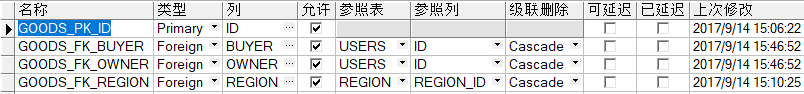 名称 类型 列 允许 参照表 参照列 级联删除 可延迟 已延迟 上次修改
GOODS_PK_ID Primary ID 2017/9/14 15:06:22
GOODS_FK_BUYER Foreign BUYER USERS ID Cascade 2017/9/14 15:46:52
GOODS_FK_OWNER Foreign OWNER USERS ID Cascade 2017/9/14 15:46:52
GOODS_FK_REGION Foreign REGION REGION REGION_ID Cascade 2017/9/14 15:10:25